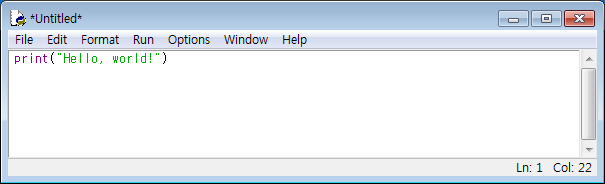 *Untitled*
File Edit Format Run Options Window Help
print("Hello, world!")
Ln: 1 Col: 22